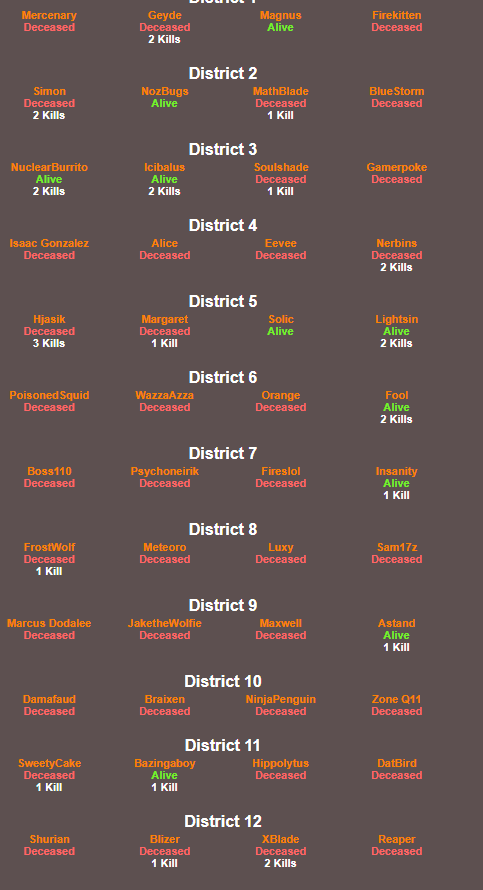 District 1
Mercenary Geyde Magnus Firekitten
Deceased Deceased Alive Deceased
2 Kills
District 2
Simon NozBugs MathBlade BlueStorm
Deceased Alive Deceased Deceased
2 Kills 1 Kill
District 3
NuclearBurrito Icibalus Soulshade Gamerpoke
Alive Alive Deceased Deceased
2 Kills 2 Kills 1 Kill
District 4
Isaac Gonzalez Alice Eevee Nerbins
Deceased Deceased Deceased Deceased
2 Kills
District 5
Hjasik Margaret Solic Lightsin
Deceased Deceased Alive Alive
3 Kills 1 Kill 2 Kills
District 6
PoisonedSquid WazzaAzza Orange Fool
Deceased Deceased Deceased Alive
2 Kills
District 7
Boss110 Psychoneirik Fireslol Insanity
Deceased Deceased Deceased Alive
1 Kill
District 8
FrostWolf Meteoro Luxy Sam17z
Deceased Deceased Deceased Deceased
1 Kill
District 9
Marcus Dodalee JaketheWolfie Maxwell Astand
Deceased Deceased Deceased Alive
1 Kill
District 10
Damafaud Braixen NinjaPenguin Zone Q11
Deceased Deceased Deceased Deceased
District 11
SweetyCake Bazingaboy Hippolytus DatBird
Deceased Alive Deceased Deceased
1 Kill 1 Kill
District 12
Shurian Blizer XBlade Reaper
Deceased Deceased Deceased Deceased
1 Kill 2 Kills